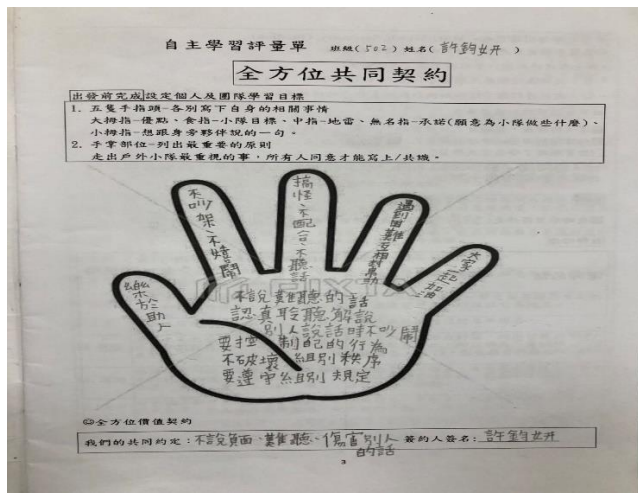 自主學習評量單 班級(502)姓名(許鈞妍)
全方位共同契約
出發前完成設定個人及團隊學習目標
1. 五隻手指頭-各別寫下自身的相關事情
大拇指-優點、食指-小隊目標、中指-地雷、無名指-承諾(願意為小隊做些什麼)、
小拇指-想跟身旁夥伴說的一句。
2. 手掌部位-列出最重要的原則
走出戶外小隊最重視的事，所有人同意才能寫上/共識。
樂於助人
不吵架、不嬉鬧
搞怪、不配合、不聽話
遇到困難互相幫助
大家一起加油
不說難聽的話
認真聆聽解說
別人說話時不吵鬧
要控制自己的行為
不破壞組別秩序
要遵守組別規定
◎全方位價值契約
我們的共同約定：不說負面、難聽、傷害別人的話 簽約人簽名：許鈞妍
3